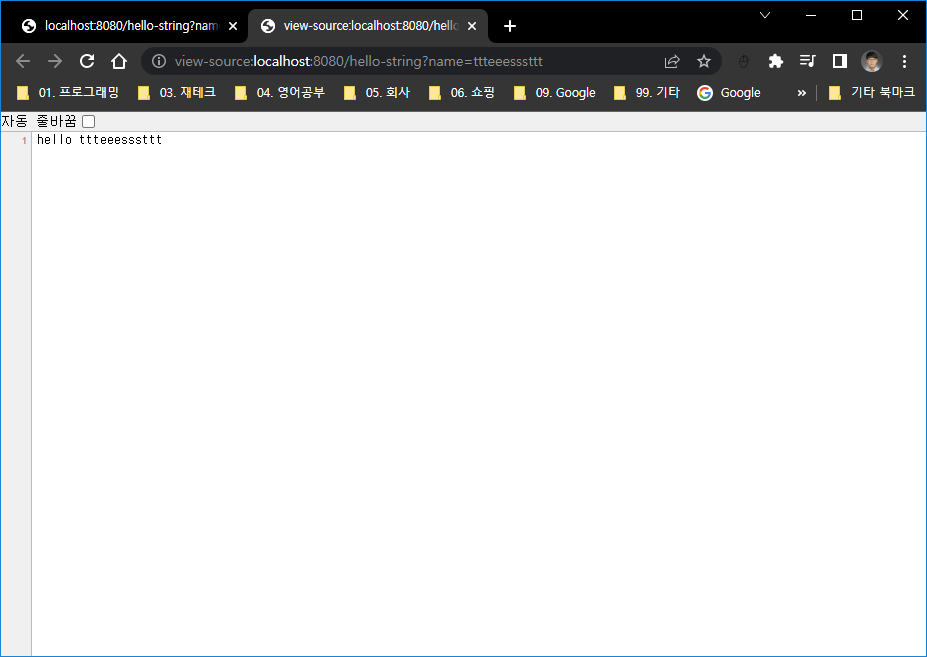 localhost:8080/hello-string?nam
view-source:localhost:8080/hello
view-source:localhost:8080/hello-string?name=ttteeesssttt
01. 프로그래밍 03. 재테크 04. 영어공부 05. 회사 06. 쇼핑 09. Google 99. 기타 Google » 기타 북마크
자동 줄바꿈
1 hello ttteeesssttt